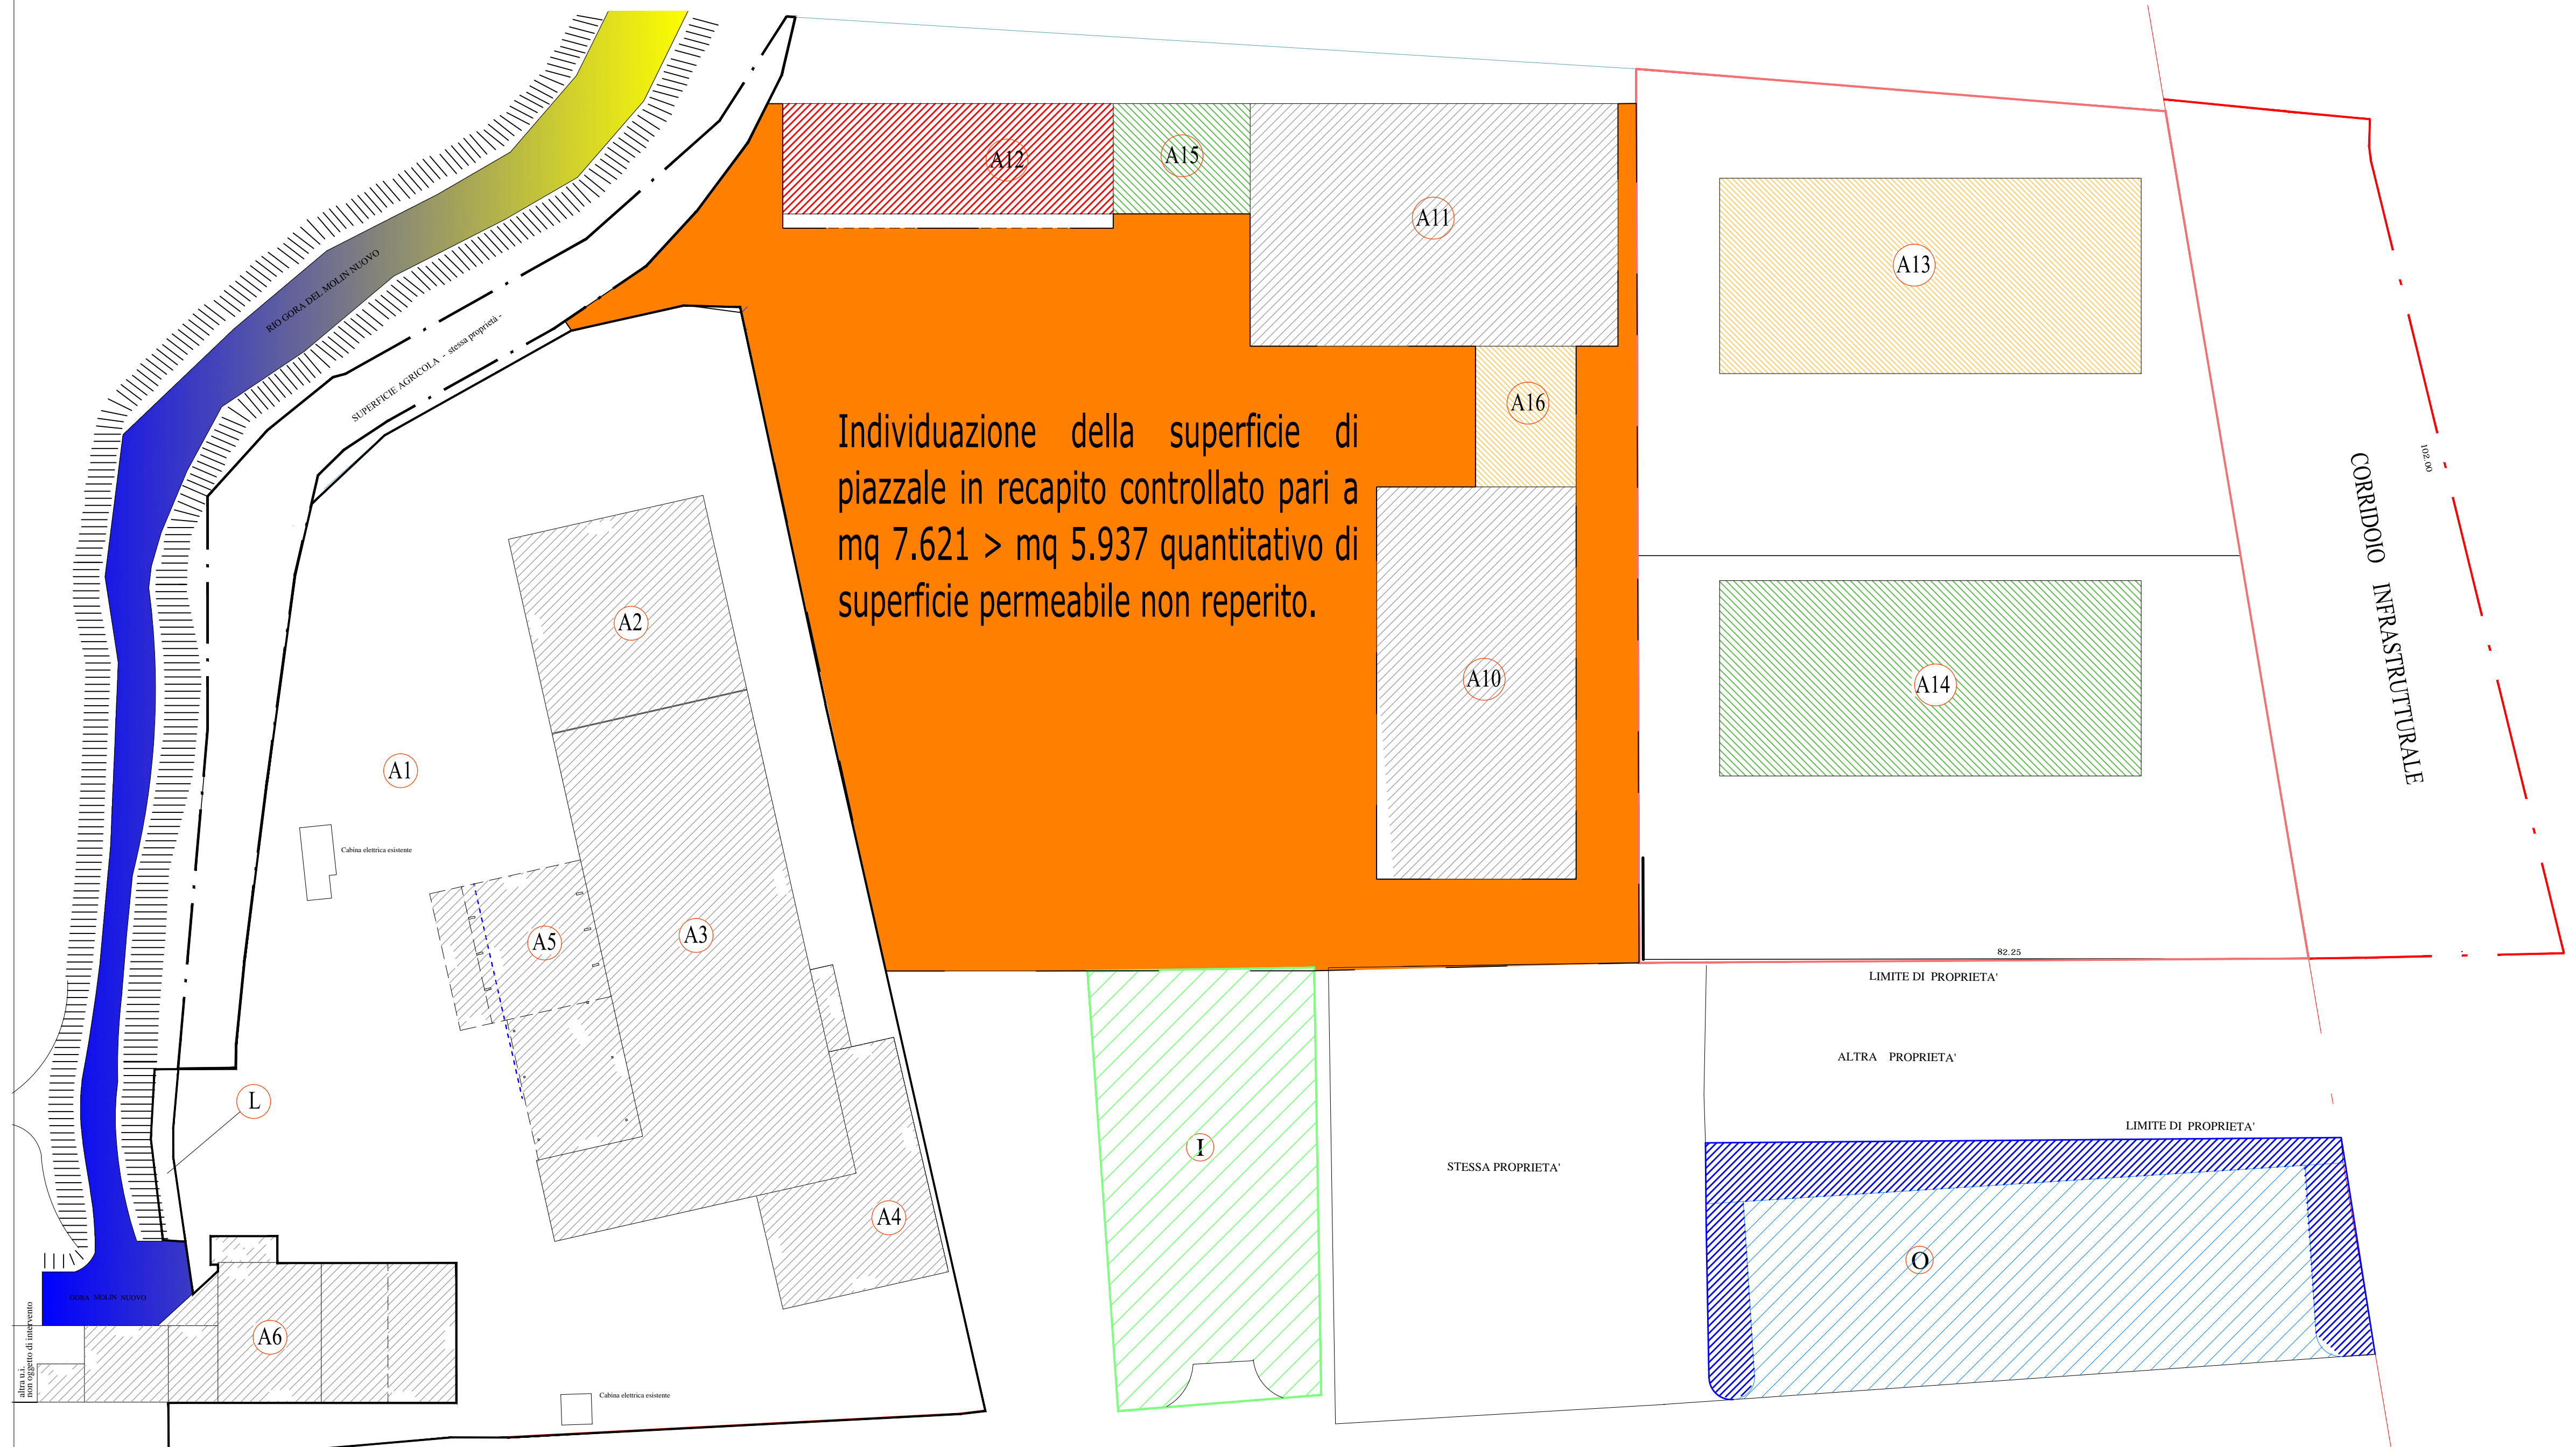 A12
A15
A11
A13
RIO GORA DEL MOLIN NUOVO
SUPERFICIE AGRICOLA - stessa proprietà -
A16
Individuazione della superficie di
piazzale in recapito controllato pari a
mq 7.621 > mq 5.937 quantitativo di
superficie permeabile non reperito.
102.00
CORRIDOIO INFRASTRUTTURALE
A2
A10
A14
A1
Cabina elettrica esistente
A5
A3
82.25
LIMITE DI PROPRIETA'
ALTRA PROPRIETA'
L
LIMITE DI PROPRIETA'
I
STESSA PROPRIETA'
A4
O
GORA MOLIN NUOVO
A6
altra u.i.
non oggetto di intervento
Cabina elettrica esistente